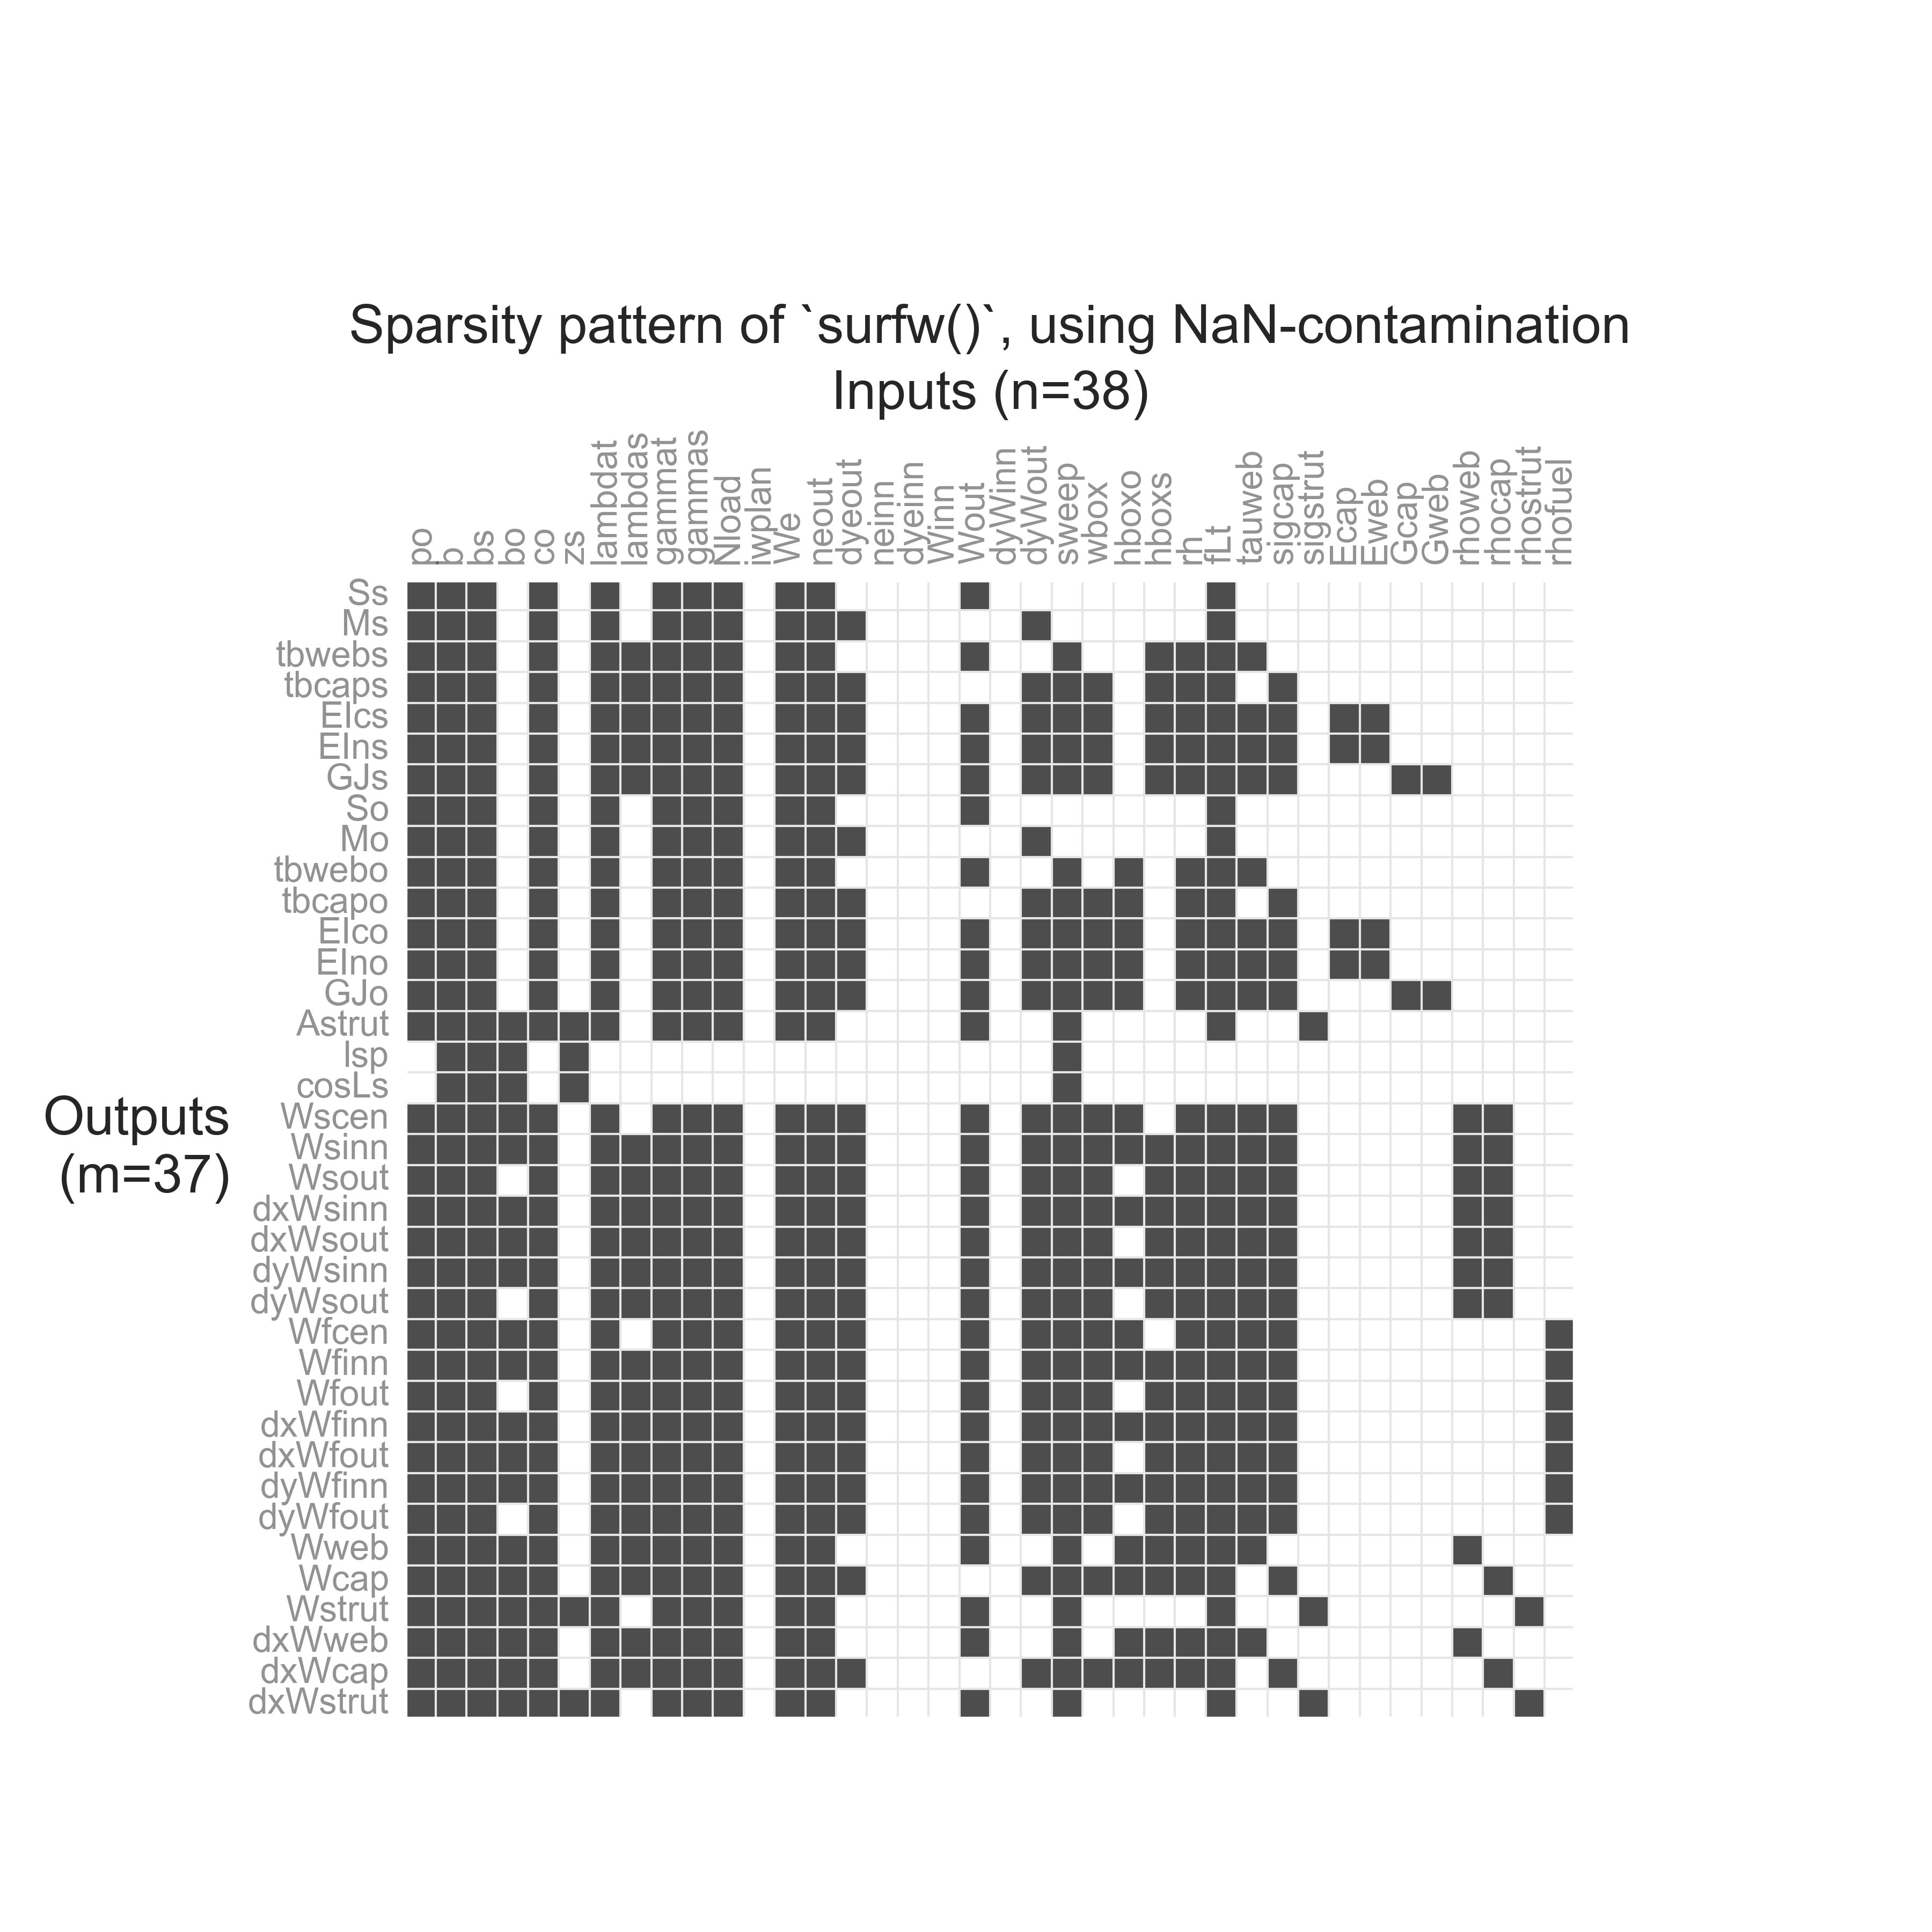 Sparsity pattern of `surfw()`, using NaN-contamination
Inputs (n=38)
po
b
bs
bo
co
zs
lambdat
lambdas
gammat
gammas
Nload
iwplan
We
neout
dyeout
neinn
dyeinn
Winn
Wout
dyWinn
dyWout
sweep
wbox
hboxo
hboxs
rh
fLt
tauweb
sigcap
sigstrut
Ecap
Eweb
Gcap
Gweb
rhoweb
rhocap
rhostrut
rhofuel
Ss
Ms
tbwebs
tbcaps
EIcs
EIns
GJs
So
Mo
tbwebo
tbcapo
EIco
EIno
GJo
Astrut
lsp
cosLs
Wscen
Wsinn
Wsout
dxWsinn
dxWsout
dyWsinn
dyWsout
Wfcen
Wfinn
Wfout
dxWfinn
dxWfout
dyWfinn
dyWfout
Wweb
Wcap
Wstrut
dxWweb
dxWcap
dxWstrut
Outputs
(m=37)